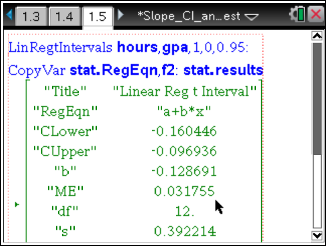 1.3 1.4 1.5 *Slope_CI_an...est
LinRegtIntervals hours,gpa,1,0,0.95:
CopyVar stat.RegEqn,f2: stat.results
"Title" "Linear Reg t Interval"
"RegEqn" "a+b*x"
"CLower" -0.160446
"CUpper" -0.096936
"b" -0.128691
"ME" 0.031755
"df" 12.
"s" 0.392214